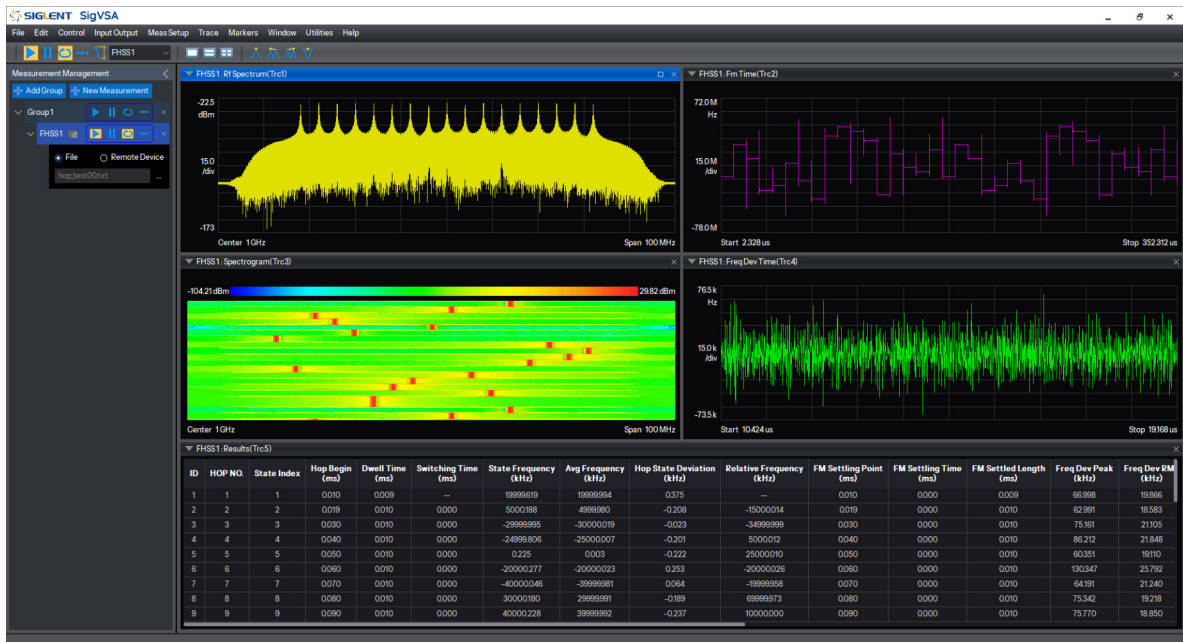 SIGLENT SigVSA
File Edit Control Input Output Meas Setup Trace Markers Window Utilities Help
FHSS1
Measurement Management
Add Group New Measurement
Group1
FHSS1
File Remote Device
hop_test00.txt ...
FHSS1: Rf Spectrum(Trc1)
-22.5
dBm
15.0
/div
-173
Center 1 GHz Span 100 MHz
FHSS1: Fm Time(Trc2)
72.0 M
Hz
15.0 M
/div
-78.0 M
Start 2.328 us Stop 352.312 us
FHSS1: Spectrogram(Trc3)
-104.21 dBm 29.82 dBm
Center 1 GHz Span 100 MHz
FHSS1: Freq Dev Time(Trc4)
76.5 k
Hz
15.0 k
/div
-73.5 k
Start 10.424 us Stop 19.168 us
FHSS1: Results(Trc5)
ID HOP NO. State Index Hop Begin (ms) Dwell Time (ms) Switching Time (ms) State Frequency (kHz) Avg Frequency (kHz) Hop State Deviation (kHz) Relative Frequency (kHz) FM Settling Point (ms) FM Settling Time (ms) FM Settled Length (ms) Freq Dev Peak (kHz) Freq Dev RM (kHz)
1 1 1 0.010 0.009 -- 19999.619 19999.994 0.375 -- 0.010 0.000 0.009 66.998 19.866
2 2 2 0.019 0.010 0.000 5000.188 4999.980 -0.208 -15000.014 0.019 0.000 0.010 62.991 18.583
3 3 3 0.030 0.010 0.000 -29999.995 -30000.019 -0.023 -34999.999 0.030 0.000 0.010 75.161 21.105
4 4 4 0.040 0.010 0.000 -24999.806 -25000.007 -0.201 5000.012 0.040 0.000 0.010 86.212 21.848
5 5 5 0.050 0.010 0.000 0.225 0.003 -0.222 25000.010 0.050 0.000 0.010 60.351 19.110
6 6 6 0.060 0.010 0.000 -20000.277 -20000.023 0.253 -20000.026 0.060 0.000 0.010 130.347 25.792
7 7 7 0.070 0.010 0.000 -40000.046 -39999.981 0.064 -19999.958 0.070 0.000 0.010 64.191 21.240
8 8 8 0.080 0.010 0.000 30000.180 29999.991 -0.189 69999.973 0.080 0.000 0.010 75.342 19.218
9 9 9 0.090 0.010 0.000 40000.228 39999.992 -0.237 10000.000 0.090 0.000 0.010 75.770 18.850